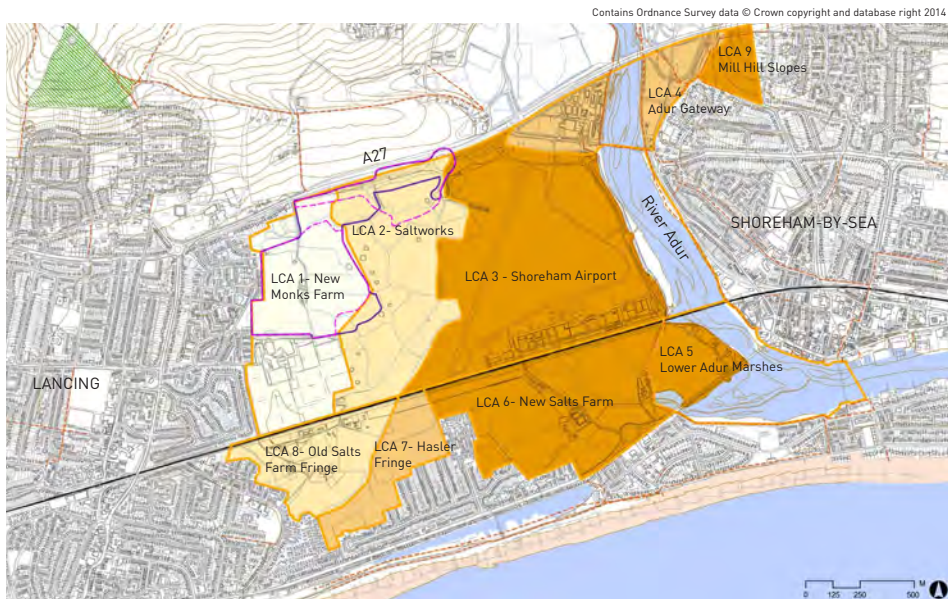 Contains Ordnance Survey data © Crown copyright and database right 2014
LCA 9
Mill Hill Slopes
LCA 4
Adur Gateway
A27
River Adur
SHOREHAM-BY-SEA
LCA 2- Saltworks
LCA 1- New
Monks Farm
LCA 3 - Shoreham Airport
LCA 5
Lower Adur Marshes
LANCING
LCA 6- New Salts Farm
LCA 7- Hasler
Fringe
LCA 8- Old Salts
Farm Fringe
M
0 125 250 500